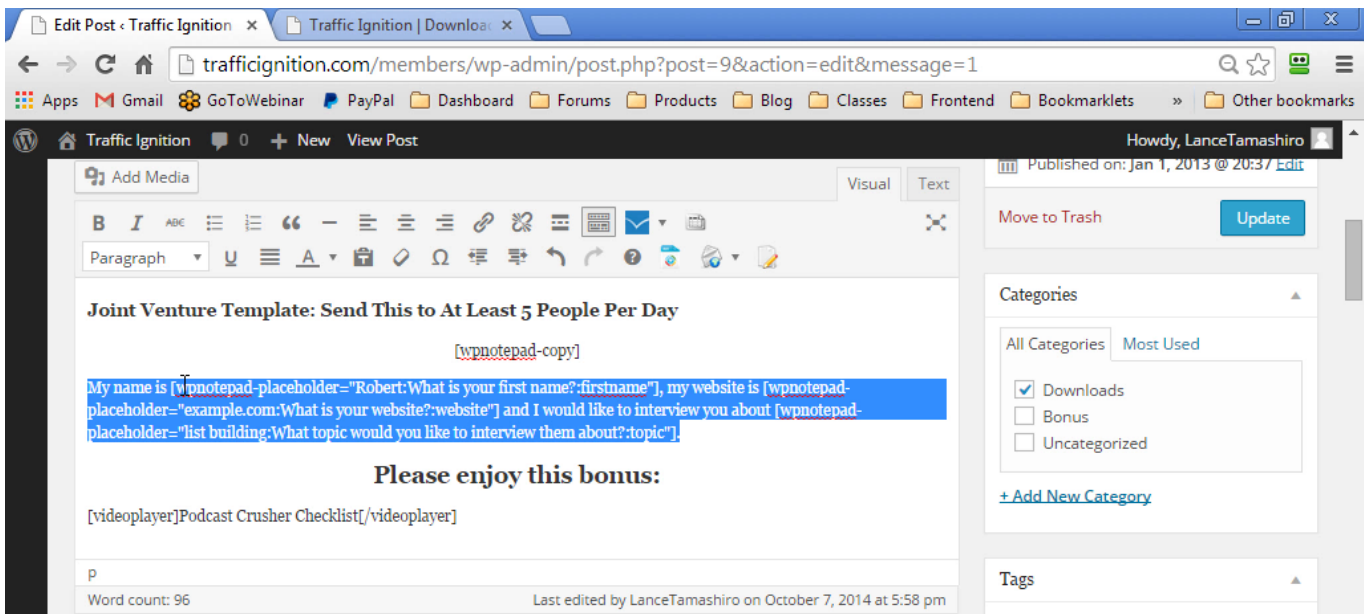 Edit Post ‹ Traffic Ignition × Traffic Ignition | Download ×
trafficignition.com/members/wp-admin/post.php?post=9&action=edit&message=1
Apps Gmail GoToWebinar PayPal Dashboard Forums Products Blog Classes Frontend Bookmarklets » Other bookmarks
Traffic Ignition 0 + New View Post Howdy, LanceTamashiro
Add Media Visual Text
Published on: Jan 1, 2013 @ 20:37 Edit
B I ABC
Move to Trash Update
Paragraph U A Ω
Joint Venture Template: Send This to At Least 5 People Per Day
[wpnotepad-copy]
My name is [wpnotepad-placeholder="Robert:What is your first name?:firstname"], my website is [wpnotepad-
placeholder="example.com:What is your website?:website"] and I would like to interview you about [wpnotepad-
placeholder="list building:What topic would you like to interview them about?:topic"].
Please enjoy this bonus:
[videoplayer]Podcast Crusher Checklist[/videoplayer]
p
Word count: 96 Last edited by LanceTamashiro on October 7, 2014 at 5:58 pm
Categories
All Categories Most Used
Downloads
Bonus
Uncategorized
+ Add New Category
Tags